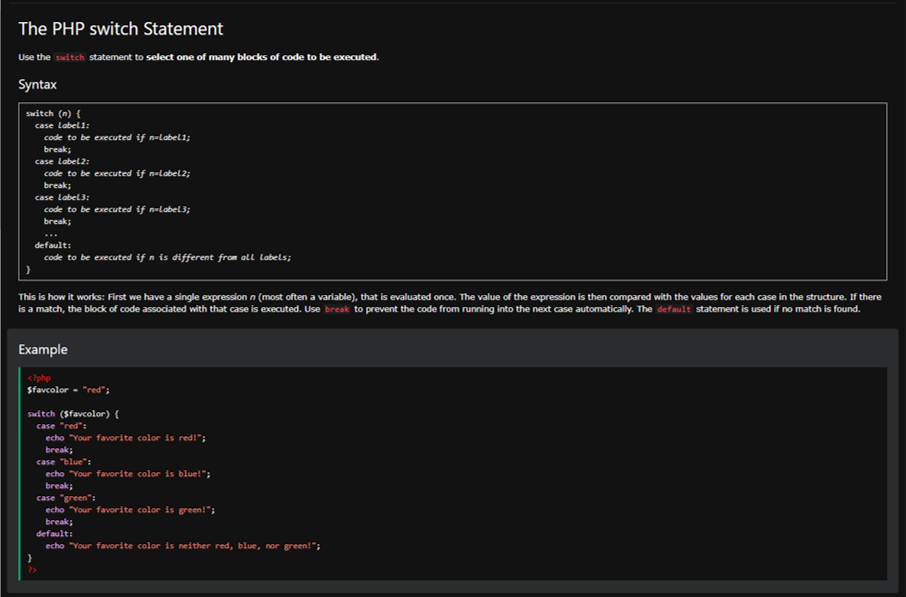 The PHP switch Statement
Use the switch statement to select one of many blocks of code to be executed.
Syntax
switch (n) {
  case label1:
    code to be executed if n=label1;
    break;
  case label2:
    code to be executed if n=label2;
    break;
  case label3:
    code to be executed if n=label3;
    break;
    ...
  default:
    code to be executed if n is different from all labels;
}
This is how it works: First we have a single expression n (most often a variable), that is evaluated once. The value of the expression is then compared with the values for each case in the structure. If there
is a match, the block of code associated with that case is executed. Use break to prevent the code from running into the next case automatically. The default statement is used if no match is found.
Example
<?php
$favcolor = "red";
switch ($favcolor) {
  case "red":
    echo "Your favorite color is red!";
    break;
  case "blue":
    echo "Your favorite color is blue!";
    break;
  case "green":
    echo "Your favorite color is green!";
    break;
  default:
    echo "Your favorite color is neither red, blue, nor green!";
}
?>